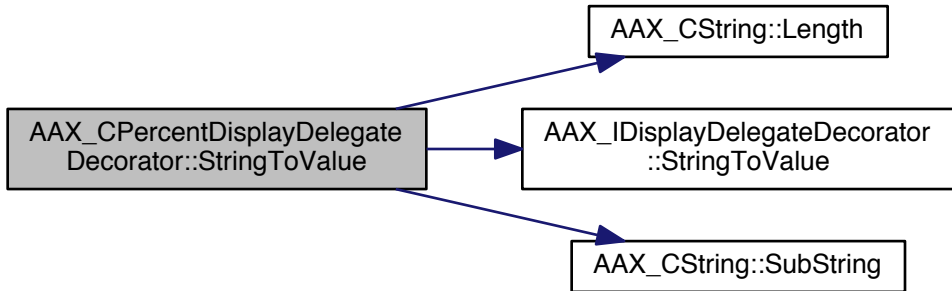 AAX_CString::Length
AAX_CPercentDisplayDelegate
Decorator::StringToValue
AAX_IDisplayDelegateDecorator
::StringToValue
AAX_CString::SubString